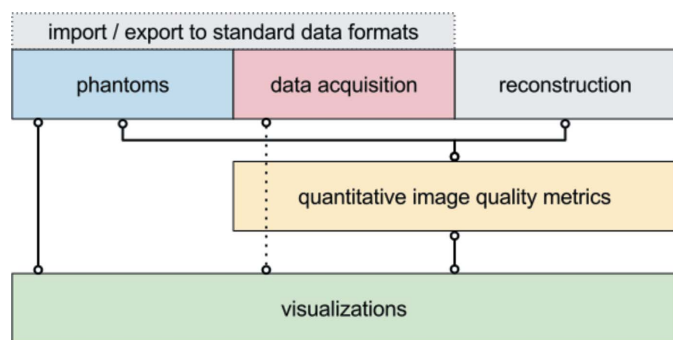 import / export to standard data formats
phantoms
data acquisition
reconstruction
quantitative image quality metrics
visualizations